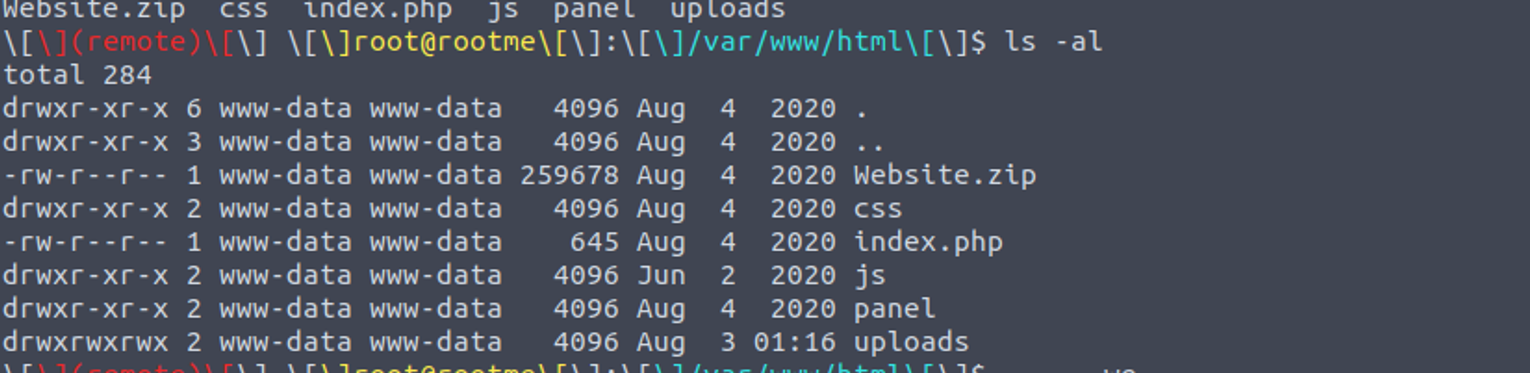 Website.zip  css  index.php  js  panel  uploads
\[\](remote)\[\] \[\]root@rootme\[\]:\[\]/var/www/html\[\]$ ls -al
total 284
drwxr-xr-x 6 www-data www-data   4096 Aug  4  2020 .
drwxr-xr-x 3 www-data www-data   4096 Aug  4  2020 ..
-rw-r--r-- 1 www-data www-data 259678 Aug  4  2020 Website.zip
drwxr-xr-x 2 www-data www-data   4096 Aug  4  2020 css
-rw-r--r-- 1 www-data www-data    645 Aug  4  2020 index.php
drwxr-xr-x 2 www-data www-data   4096 Jun  2  2020 js
drwxr-xr-x 2 www-data www-data   4096 Aug  4  2020 panel
drwxrwxrwx 2 www-data www-data   4096 Aug  3 01:16 uploads
\[\](remote)\[\] \[\]root@rootme\[\]:\[\]/var/www/html\[\]$